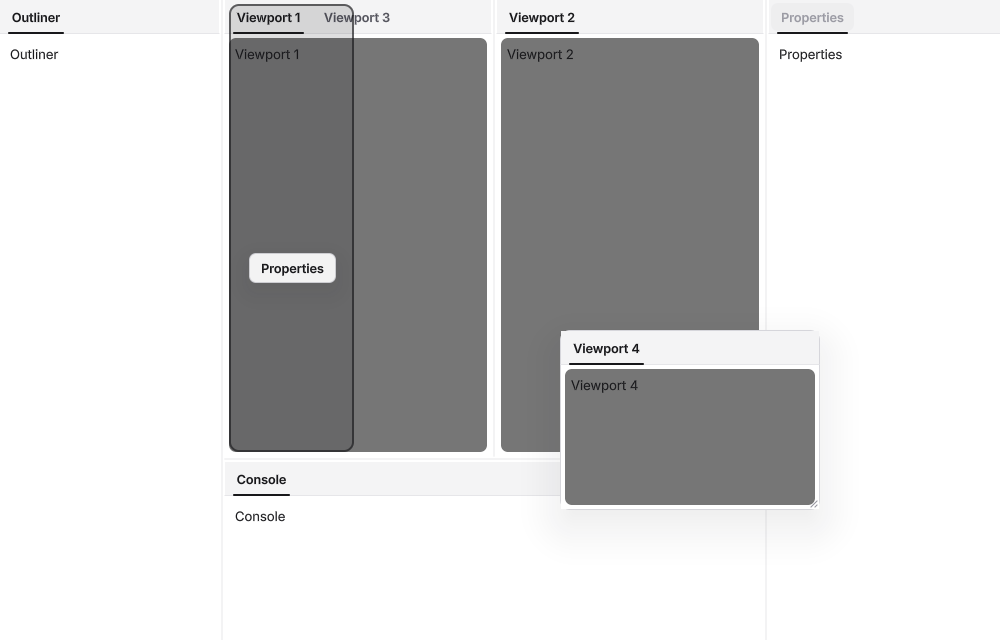 Outliner
Outliner
Viewport 1
Viewport 3
Viewport 1
Properties
Viewport 2
Viewport 2
Viewport 4
Viewport 4
Console
Console
Properties
Properties